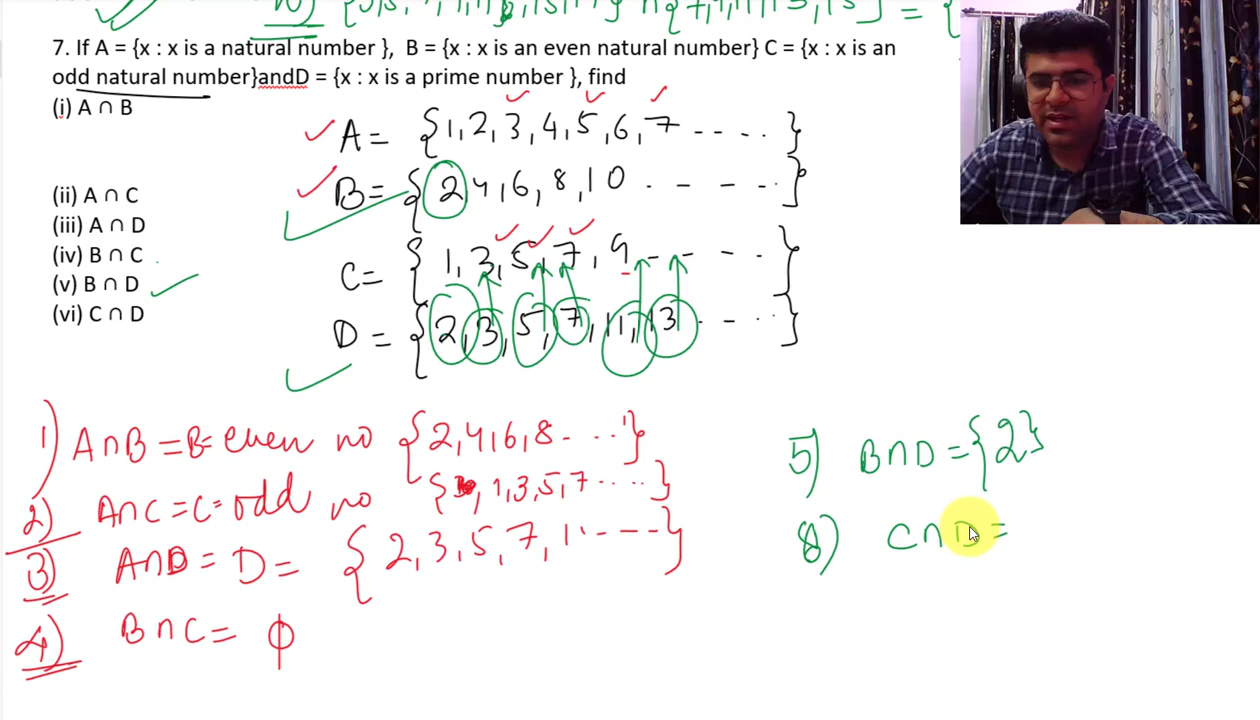 7. If A = {x : x is a natural number }, B = {x : x is an even natural number} C = {x : x is an
odd natural number}andD = {x : x is a prime number }, find
(i) A ∩ B
A = {1, 2, 3, 4, 5, 6, 7 - - - - }
B = { 2 4, 6, 8, 10 - - - - }
(ii) A ∩ C
(iii) A ∩ D
(iv) B ∩ C
(v) B ∩ D
(vi) C ∩ D
C = { 1, 3, 5, 7, 9 - - - - }
D = { 2, 3, 5, 7, 11, 13 - - - - }
1) A∩B = B = even no { 2, 4, 6, 8 - - - - }
2) A∩C = C = odd no { 1, 3, 5, 7 - - - - }
3) A∩D = D = { 2, 3, 5, 7, 1 - - - - }
4) B∩C = ϕ
5) B∩D = {2}
8) C∩D =